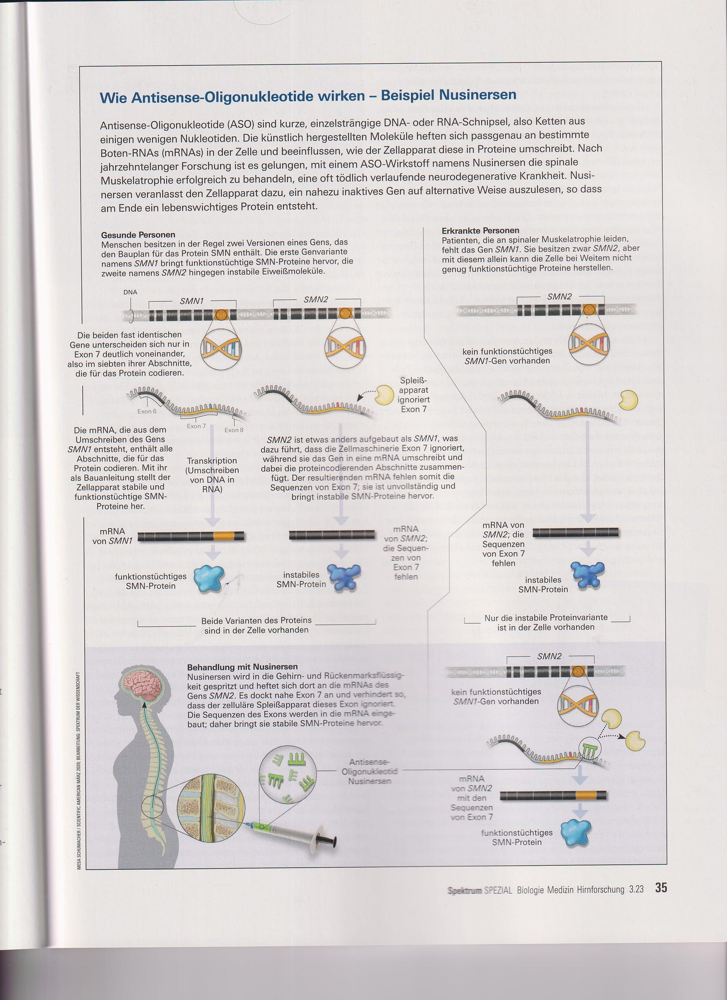 Wie Antisense-Oligonukleotide wirken – Beispiel Nusinersen
Antisense-Oligonukleotide (ASO) sind kurze, einzelsträngige DNA- oder RNA-Schnipsel, also Ketten aus
einigen wenigen Nukleotiden. Die künstlich hergestellten Moleküle heften sich passgenau an bestimmte
Boten-RNAs (mRNAs) in der Zelle und beeinflussen, wie der Zellapparat diese in Proteine umschreibt. Nach
jahrzehntelanger Forschung ist es gelungen, mit einem ASO-Wirkstoff namens Nusinersen die spinale
Muskelatrophie erfolgreich zu behandeln, eine oft tödlich verlaufende neurodegenerative Krankheit. Nusi-
nersen veranlasst den Zellapparat dazu, ein nahezu inaktives Gen auf alternative Weise auszulesen, so dass
am Ende ein lebenswichtiges Protein entsteht.
Gesunde Personen
Menschen besitzen in der Regel zwei Versionen eines Gens, das
den Bauplan für das Protein SMN enthält. Die erste Genvariante
namens SMN1 bringt funktionstüchtige SMN-Proteine hervor, die
zweite namens SMN2 hingegen instabile Eiweißmoleküle.
DNA
SMN1
SMN2
Die beiden fast identischen
Gene unterscheiden sich nur in
Exon 7 deutlich voneinander,
also im siebten ihrer Abschnitte,
die für das Protein codieren.
Spleiß-
apparat
ignoriert
Exon 7
Exon 6
Exon 7
Exon 8
Die mRNA, die aus dem
Umschreiben des Gens
SMN1 entsteht, enthält alle
Abschnitte, die für das
Protein codieren. Mit ihr
als Bauanleitung stellt der
Zellapparat stabile und
funktionstüchtige SMN-
Proteine her.
Transkription
(Umschreiben
von DNA in
RNA)
SMN2 ist etwas anders aufgebaut als SMN1, was
dazu führt, dass die Zellmaschinerie Exon 7 ignoriert,
während sie das Gen in eine mRNA umschreibt und
dabei die proteincodierenden Abschnitte zusammen-
fügt. Der resultierenden mRNA fehlen somit die
Sequenzen von Exon 7; sie ist unvollständig und
bringt instabile SMN-Proteine hervor.
mRNA
von SMN1
mRNA
von SMN2;
die Sequen-
zen von
Exon 7
fehlen
funktionstüchtiges
SMN-Protein
instabiles
SMN-Protein
Beide Varianten des Proteins
sind in der Zelle vorhanden
Erkrankte Personen
Patienten, die an spinaler Muskelatrophie leiden,
fehlt das Gen SMN1. Sie besitzen zwar SMN2, aber
mit diesem allein kann die Zelle bei Weitem nicht
genug funktionstüchtige Proteine herstellen.
SMN2
kein funktionstüchtiges
SMN1-Gen vorhanden
mRNA von
SMN2; die
Sequenzen
von Exon 7
fehlen
instabiles
SMN-Protein
Nur die instabile Proteinvariante
ist in der Zelle vorhanden
Behandlung mit Nusinersen
Nusinersen wird in die Gehirn- und Rückenmarksflüssig-
keit gespritzt und heftet sich dort an die mRNAs des
Gens SMN2. Es dockt nahe Exon 7 an und verhindert so,
dass der zelluläre Spleißapparat dieses Exon ignoriert.
Die Sequenzen des Exons werden in die mRNA einge-
baut; daher bringt sie stabile SMN-Proteine hervor.
Antisense-
Oligonukleotid
Nusinersen
SMN2
kein funktionstüchtiges
SMN1-Gen vorhanden
mRNA
von SMN2
mit den
Sequenzen
von Exon 7
funktionstüchtiges
SMN-Protein
MESA SCHUMACHER / SCIENTIFIC AMERICAN MÄRZ 2020; BEARBEITUNG: SPEKTRUM DER WISSENSCHAFT
Spektrum SPEZIAL Biologie Medizin Hirnforschung 3.23 35